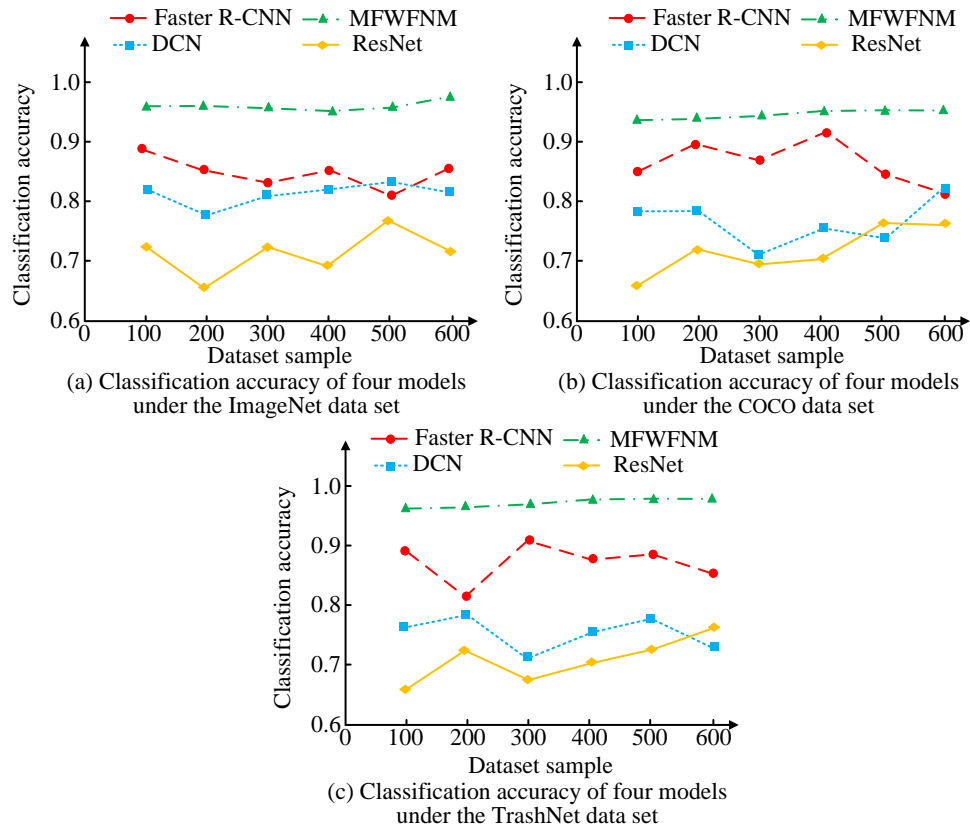 Faster R-CNN MFWFNM
DCN ResNet
Classification accuracy
1.0
0.9
0.8
0.7
0.6
0 100 200 300 400 500 600
Dataset sample
(a) Classification accuracy of four models
under the ImageNet data set
Faster R-CNN MFWFNM
DCN ResNet
Classification accuracy
1.0
0.9
0.8
0.7
0.6
0 100 200 300 400 500 600
Dataset sample
(b) Classification accuracy of four models
under the COCO data set
Faster R-CNN MFWFNM
DCN ResNet
Classification accuracy
1.0
0.9
0.8
0.7
0.6
0 100 200 300 400 500 600
Dataset sample
(c) Classification accuracy of four models
under the TrashNet data set